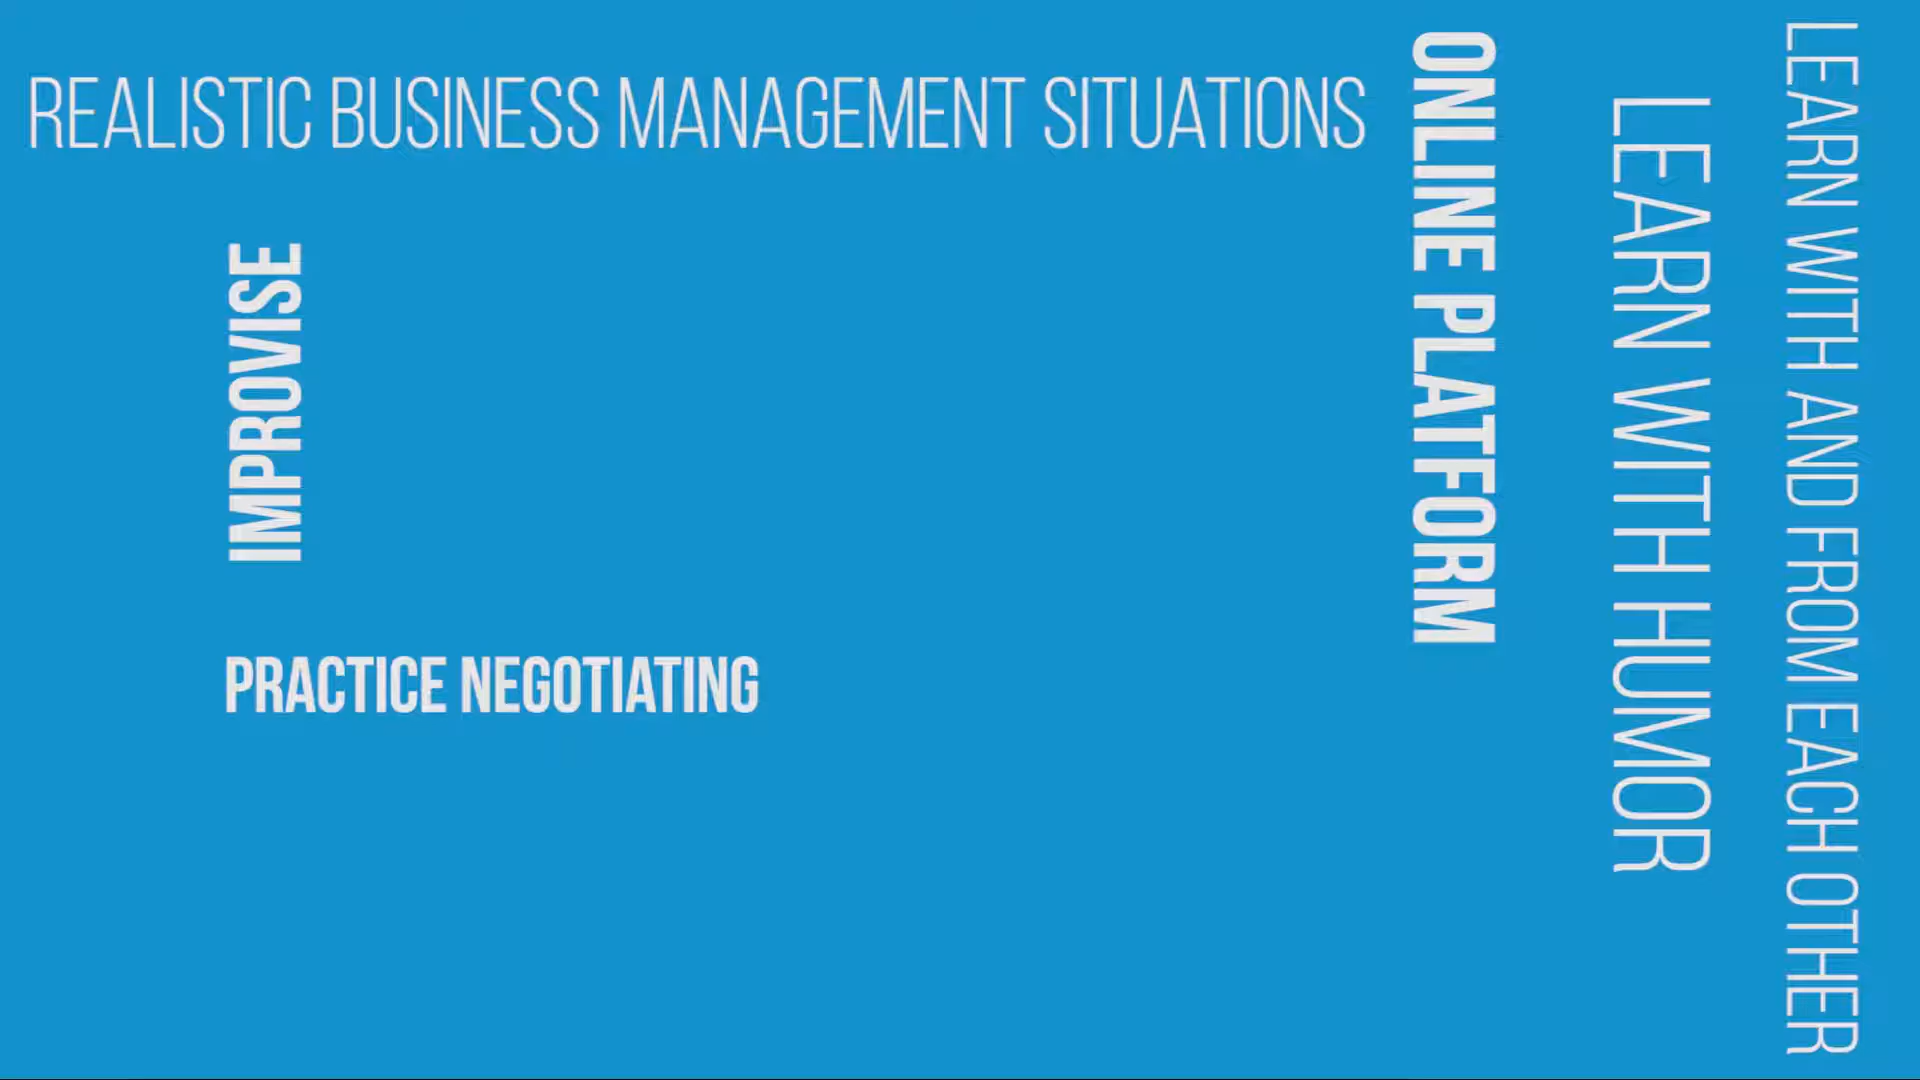 REALISTIC BUSINESS MANAGEMENT SITUATIONS
IMPROVISE
PRACTICE NEGOTIATING
ONLINE PLATFORM
LEARN WITH HUMOR
LEARN WITH AND FROM EACH OTHER